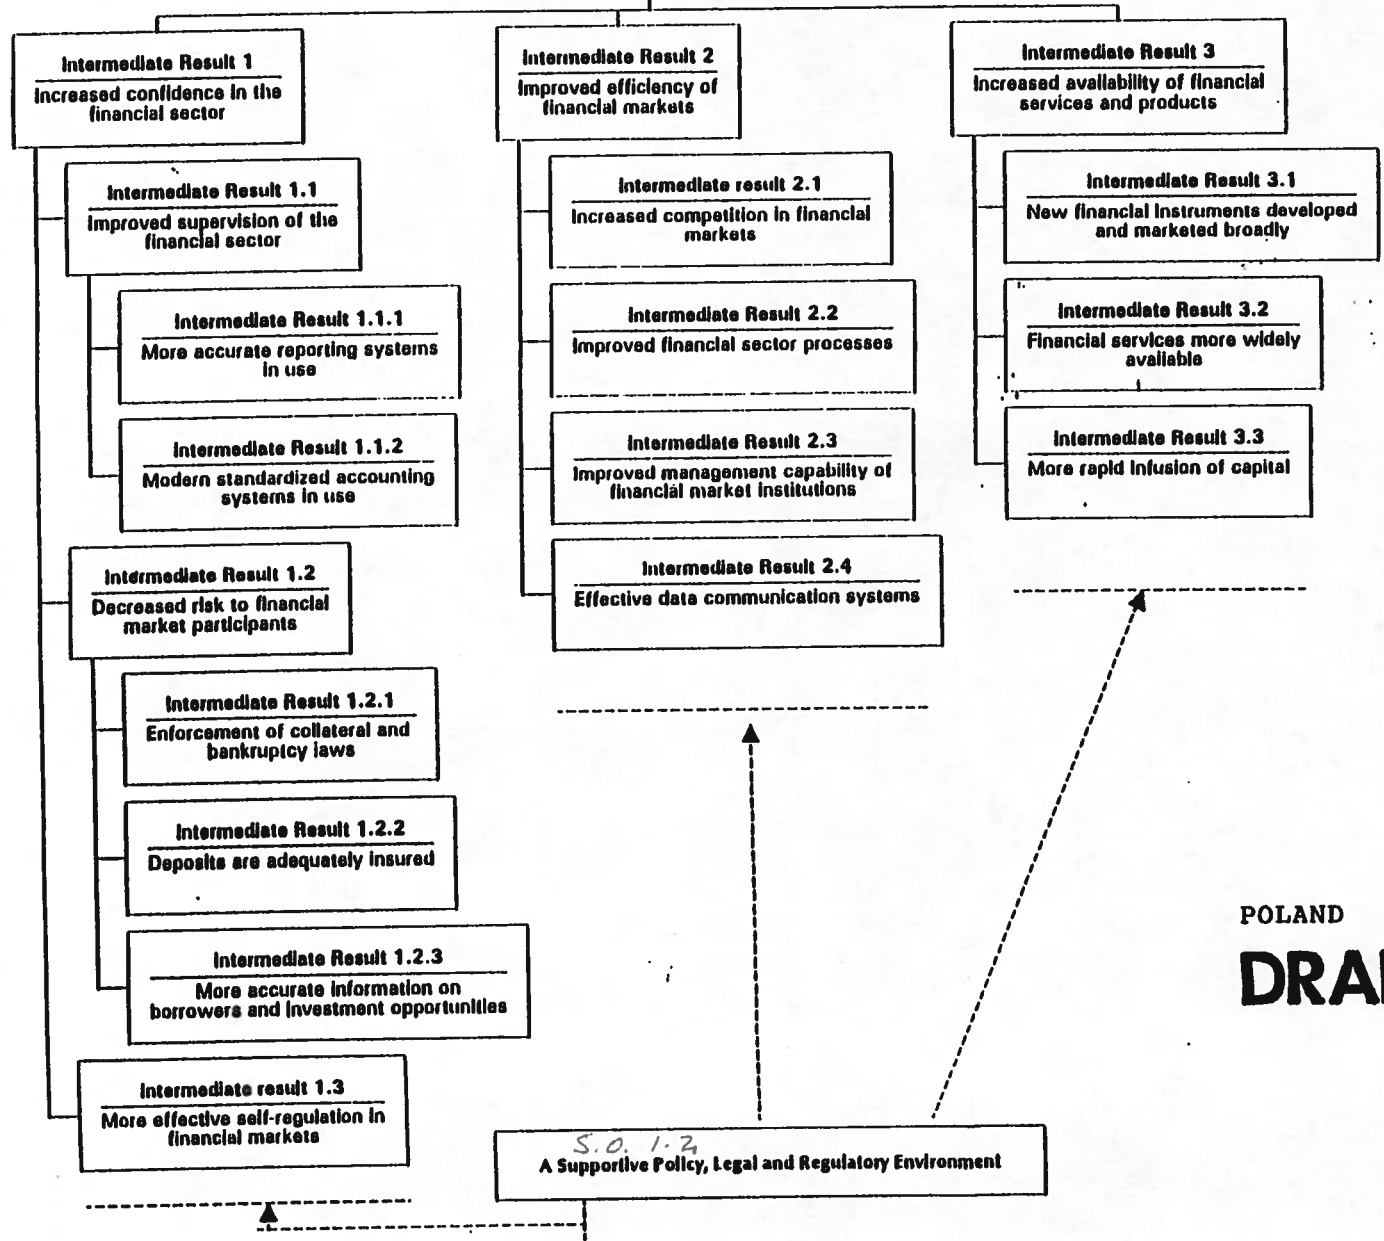 Intermediate Result 1
Increased confidence in the
financial sector
Intermediate Result 1.1
Improved supervision of the
financial sector
Intermediate Result 1.1.1
More accurate reporting systems
in use
Intermediate Result 1.1.2
Modern standardized accounting
systems in use
Intermediate Result 1.2
Decreased risk to financial
market participants
Intermediate Result 1.2.1
Enforcement of collateral and
bankruptcy laws
Intermediate Result 1.2.2
Deposits are adequately insured
Intermediate Result 1.2.3
More accurate information on
borrowers and investment opportunities
Intermediate result 1.3
More effective self-regulation in
financial markets
Intermediate Result 2
Improved efficiency of
financial markets
Intermediate result 2.1
Increased competition in financial
markets
Intermediate Result 2.2
Improved financial sector processes
Intermediate Result 2.3
Improved management capability of
financial market institutions
Intermediate Result 2.4
Effective data communication systems
Intermediate Result 3
Increased availability of financial
services and products
Intermediate Result 3.1
New financial instruments developed
and marketed broadly
Intermediate Result 3.2
Financial services more widely
available
Intermediate Result 3.3
More rapid infusion of capital
POLAND
S.O. 1.2
A Supportive Policy, Legal and Regulatory Environment